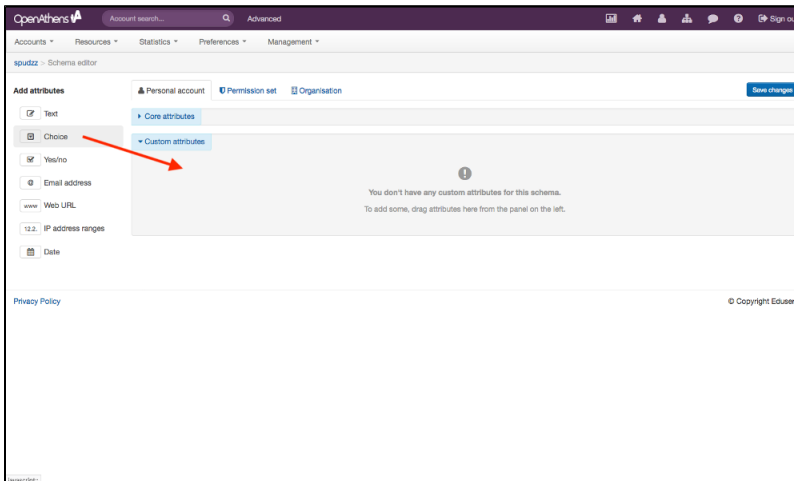 OpenAthens
Account search...
Advanced
Sign ou
Accounts
Resources
Statistics
Preferences
Management
spudzz > Schema editor
Add attributes
Personal account
Permission set
Organisation
Save changes
Text
Core attributes
Choice
Custom attributes
Yes/no
Email address
You don't have any custom attributes for this schema.
www Web URL
To add some, drag attributes here from the panel on the left.
12.2. IP address ranges
Date
Privacy Policy
© Copyright Eduser
javascript: